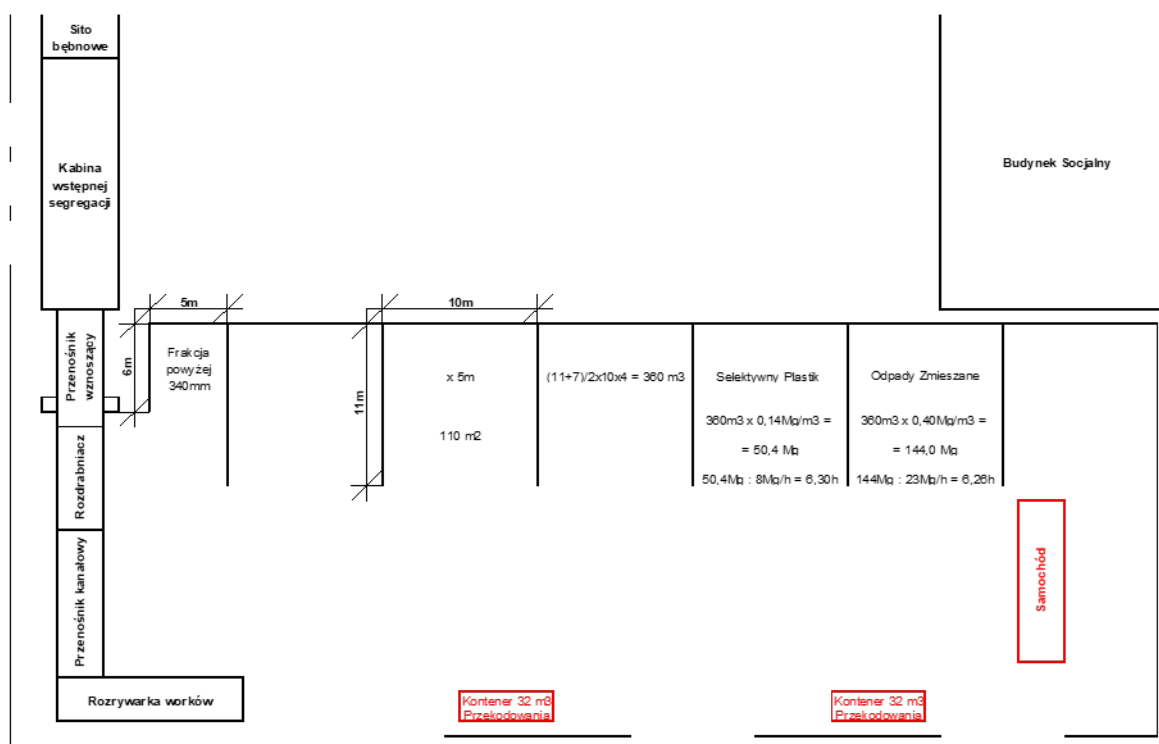 Sito
bębnowe
Kabina
wstępnej
segregacji
Budynek Socjalny
5m
10m
Przenośnik
wznoszący
6m
Frakcja
powyżej
340mm
11m
x 5m
110 m2
(11+7)/2x10x4 = 360 m3
Selektywny Plastik
360m3 x 0,14Mg/m3 =
= 50,4 Mg
50,4Mg : 8Mg/h = 6,30h
Odpady Zmieszane
360m3 x 0,40Mg/m3 =
= 144,0 Mg
144Mg : 23Mg/h = 6,26h
Rozdrabniacz
Przenośnik kanałowy
Samochód
Rozrywarka worków
Kontener 32 m3
Przekodowania
Kontener 32 m3
Przekodowania